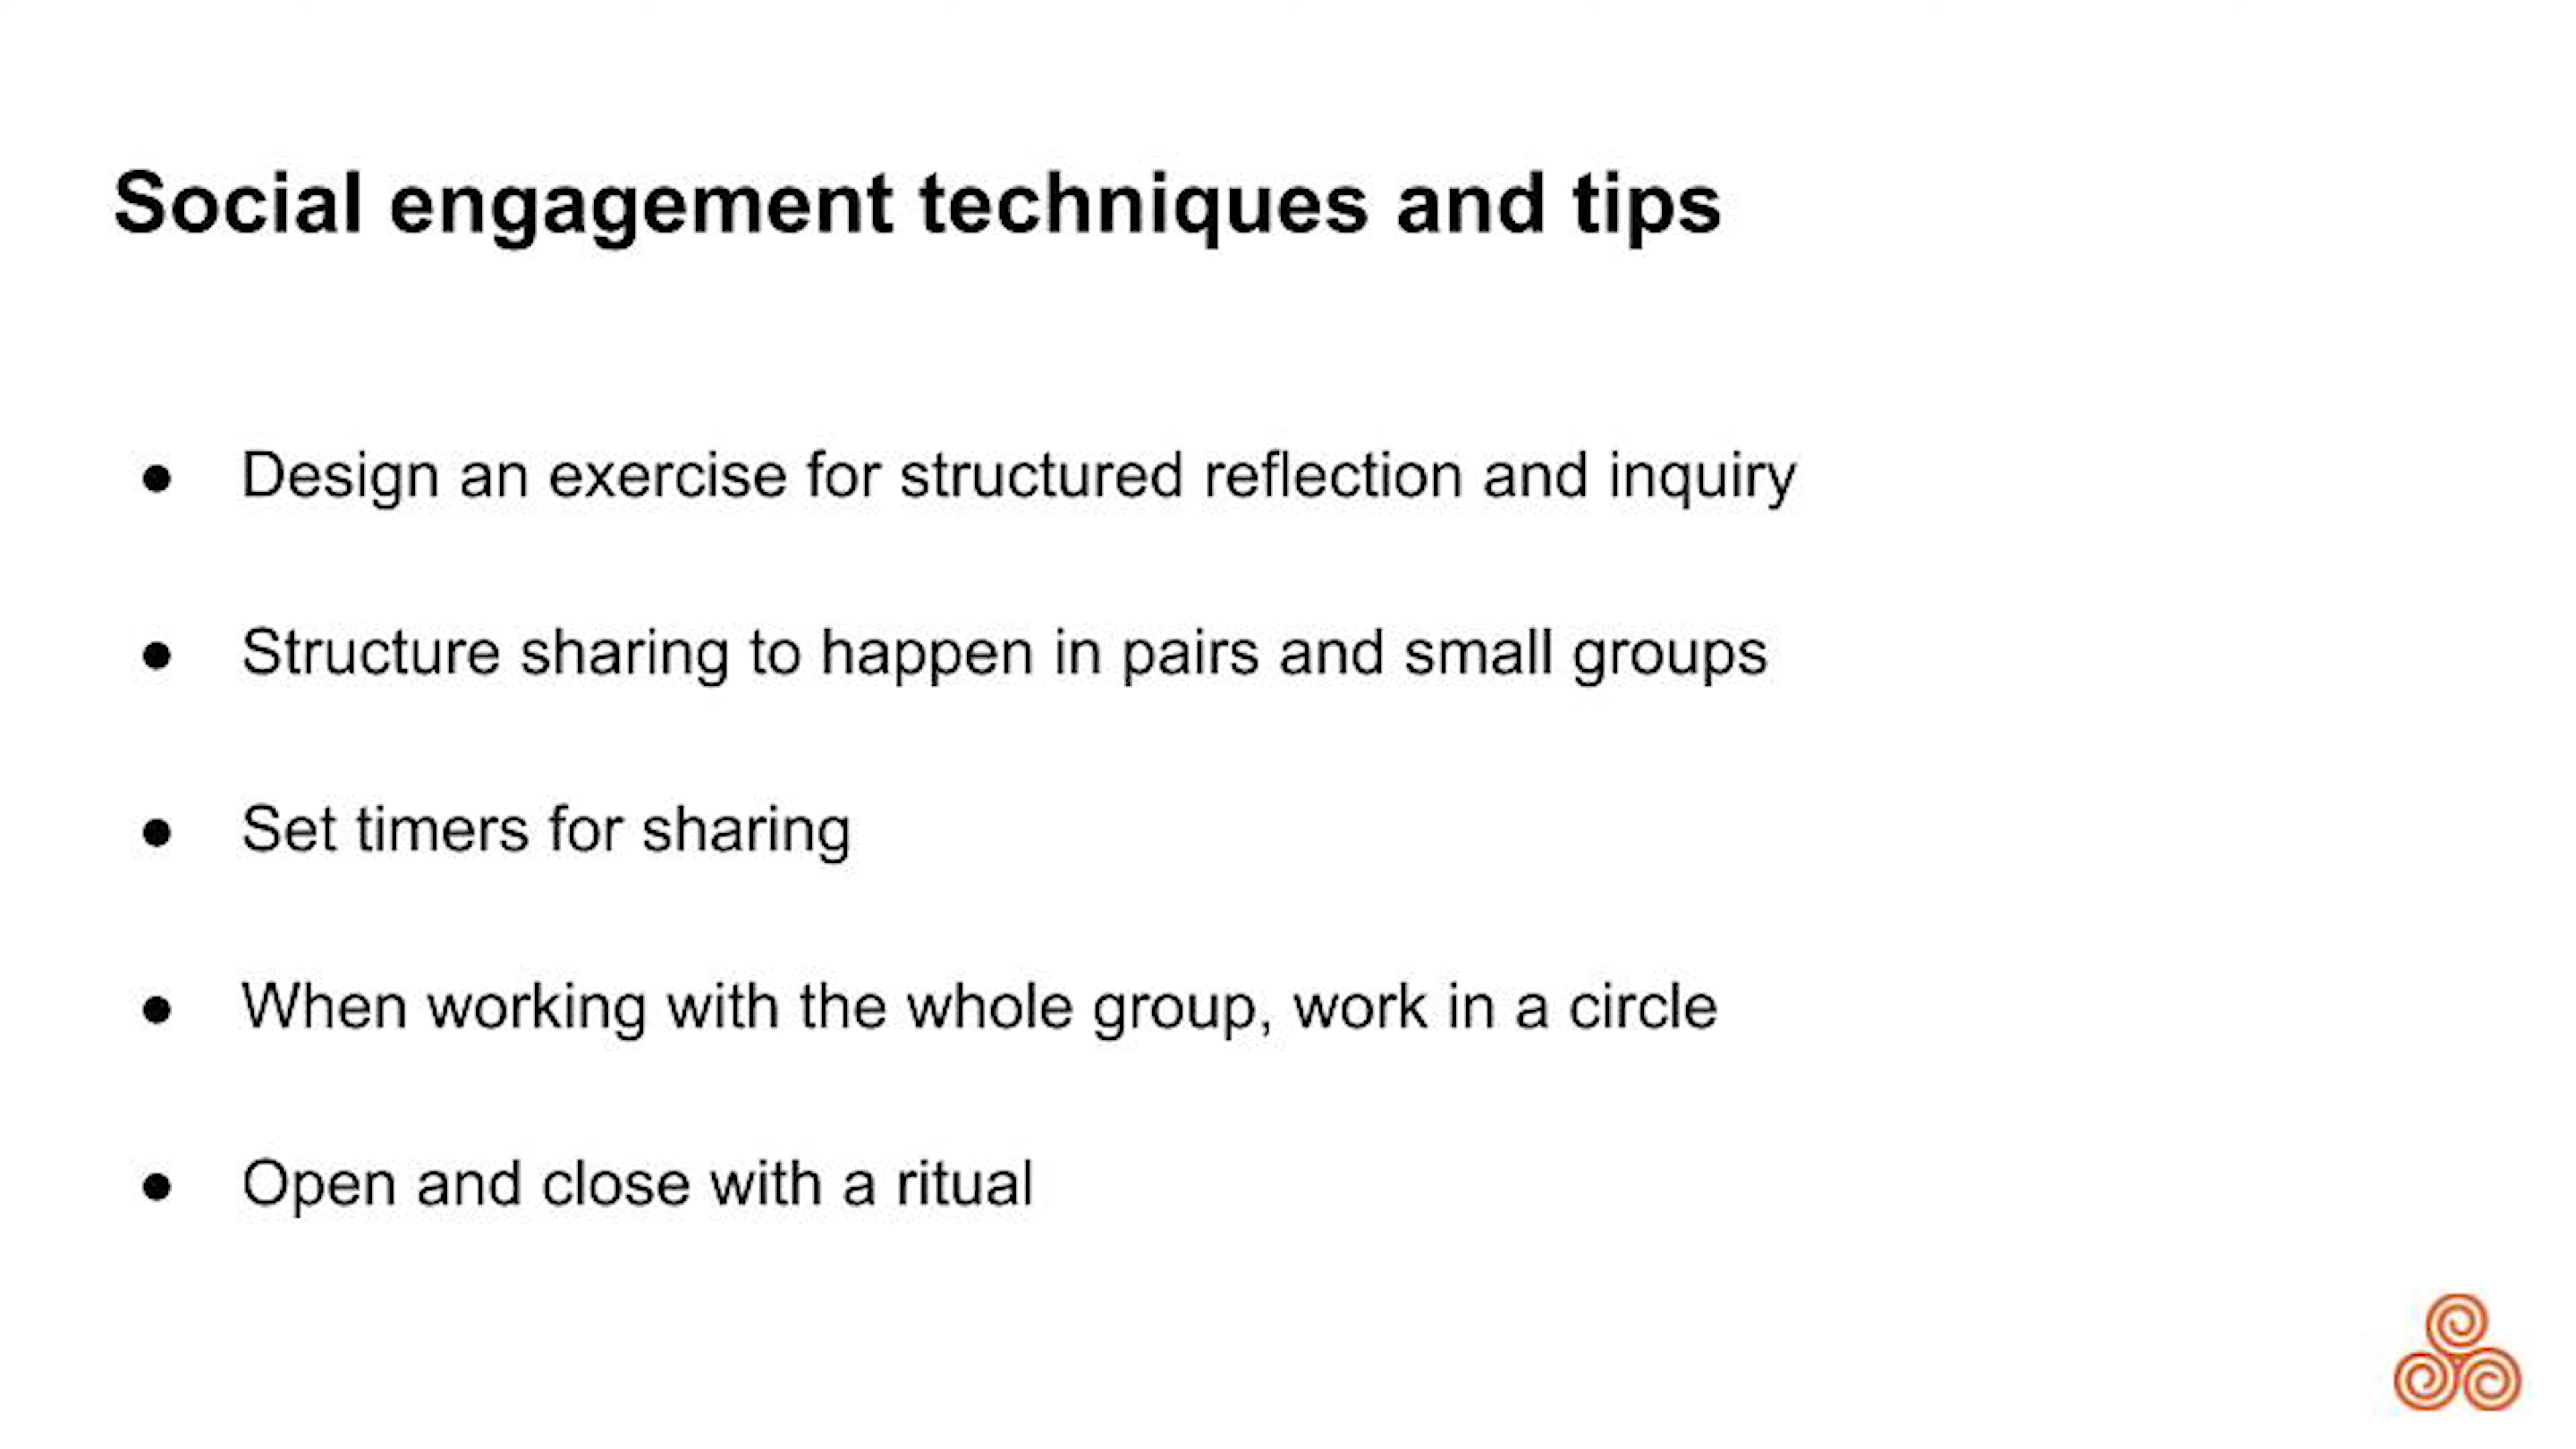 Social engagement techniques and tips
● Design an exercise for structured reflection and inquiry
● Structure sharing to happen in pairs and small groups
● Set timers for sharing
● When working with the whole group, work in a circle
● Open and close with a ritual